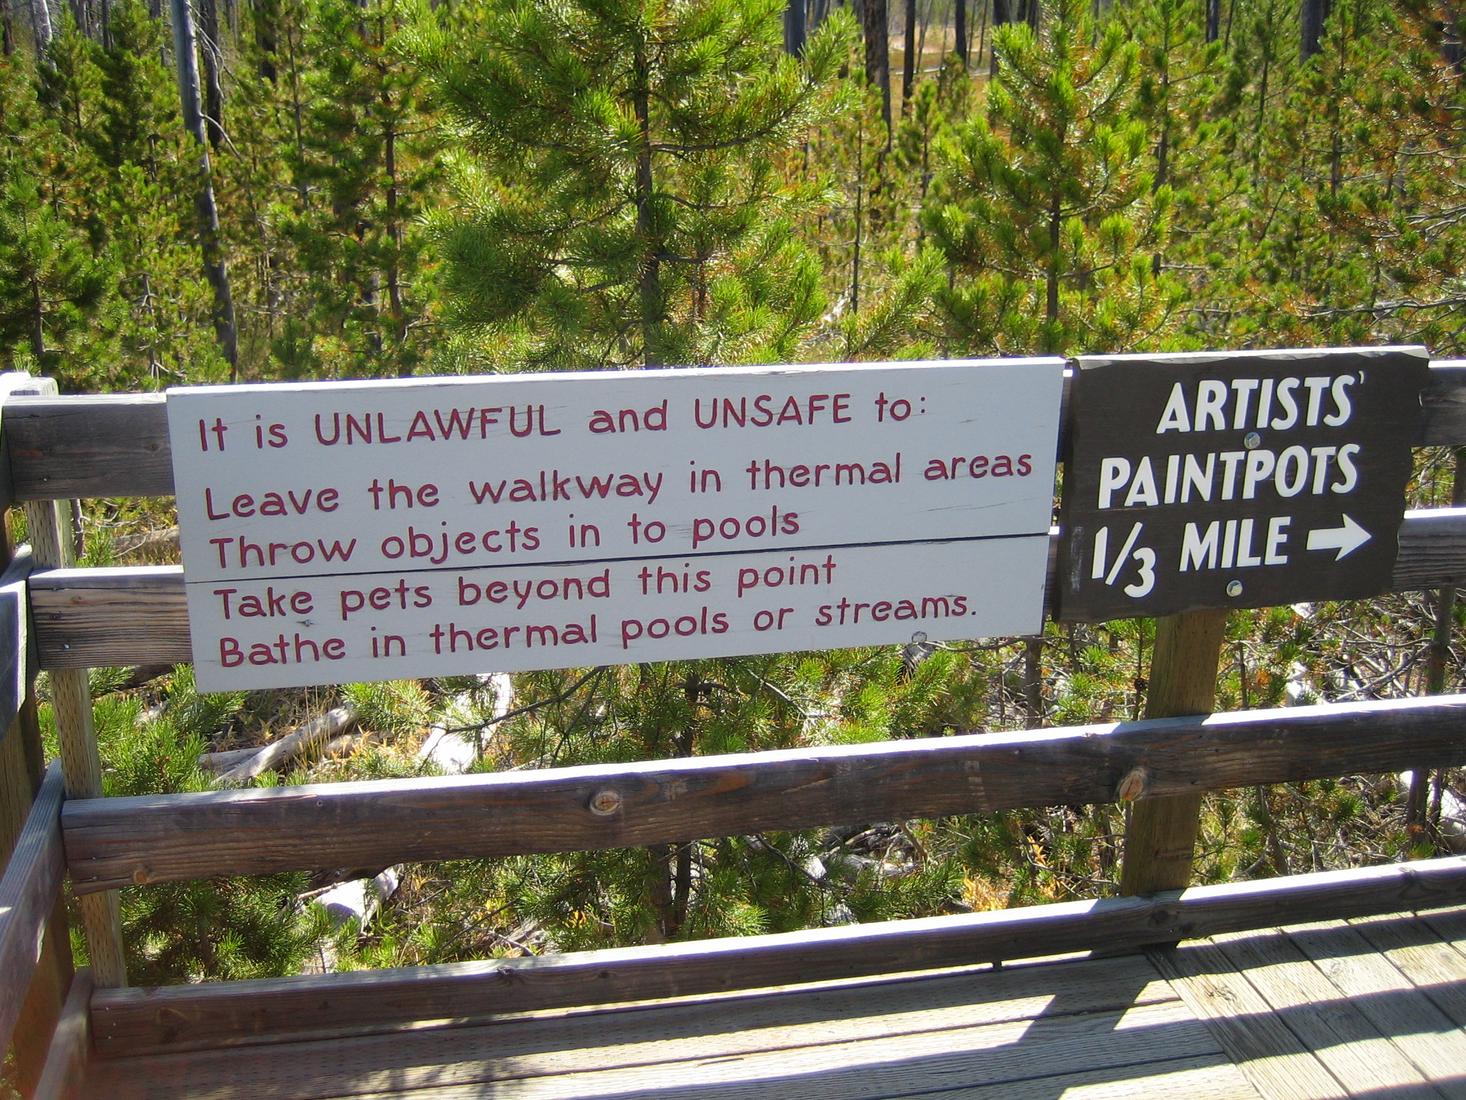 It is UNLAWFUL and UNSAFE to:
Leave the walkway in thermal areas
Throw objects in to pools
Take pets beyond this point
Bathe in thermal pools or streams.
ARTISTS'
PAINTPOTS
1/3 MILE →